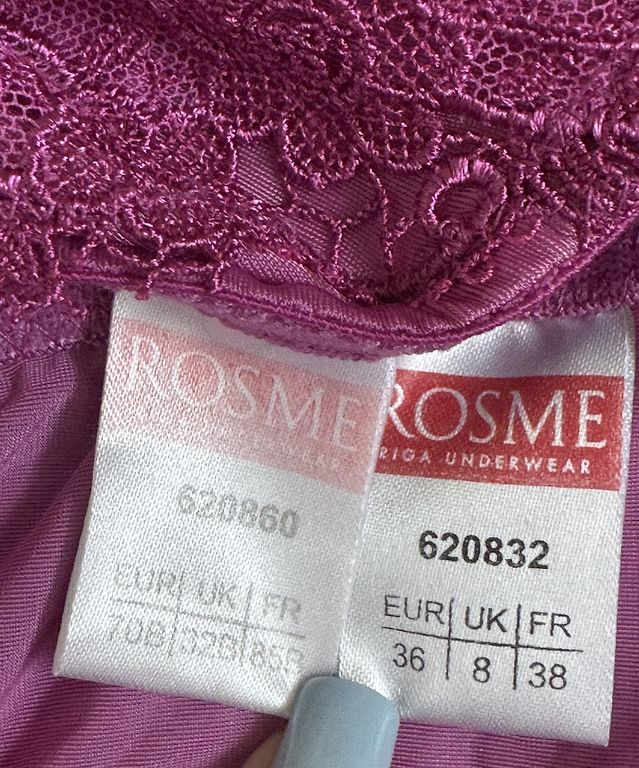 ROSME
620860
EUR UK FR
70B 32B 85B
ROSME
RIGA UNDERWEAR
620832
EUR UK FR
36 8 38